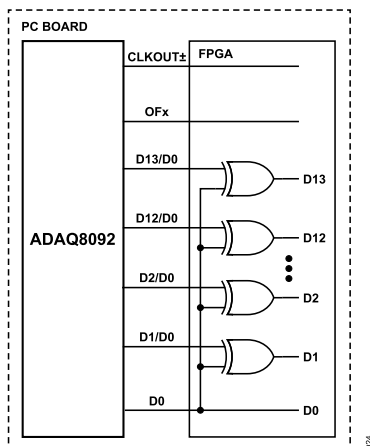 PC BOARD
CLKOUT± FPGA
OFx
D13/D0
D13
D12/D0
ADAQ8092
D12
D2/D0
D2
D1/D0
D1
D0
D0